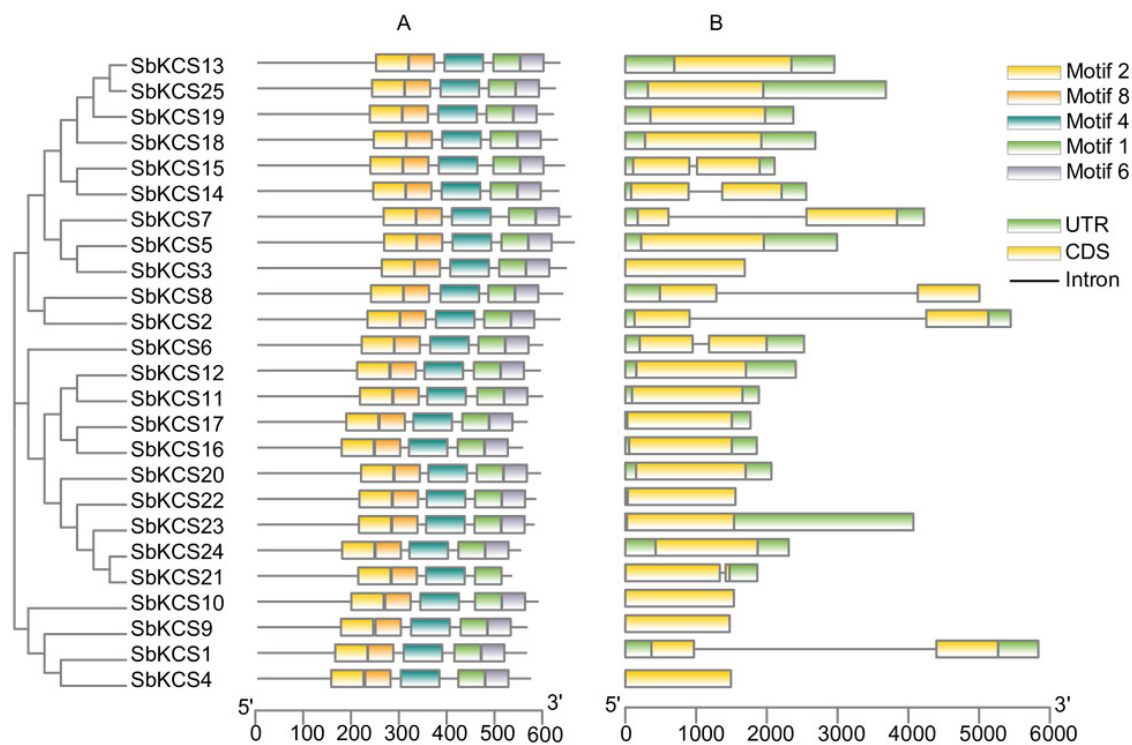 A
B
SbKCS13
SbKCS25
SbKCS19
SbKCS18
SbKCS15
SbKCS14
SbKCS7
SbKCS5
SbKCS3
SbKCS8
SbKCS2
SbKCS6
SbKCS12
SbKCS11
SbKCS17
SbKCS16
SbKCS20
SbKCS22
SbKCS23
SbKCS24
SbKCS21
SbKCS10
SbKCS9
SbKCS1
SbKCS4
Motif 2
Motif 8
Motif 4
Motif 1
Motif 6
UTR
CDS
Intron
5' 3'
0 100 200 300 400 500 600
5' 3'
0 1000 2000 3000 4000 5000 6000